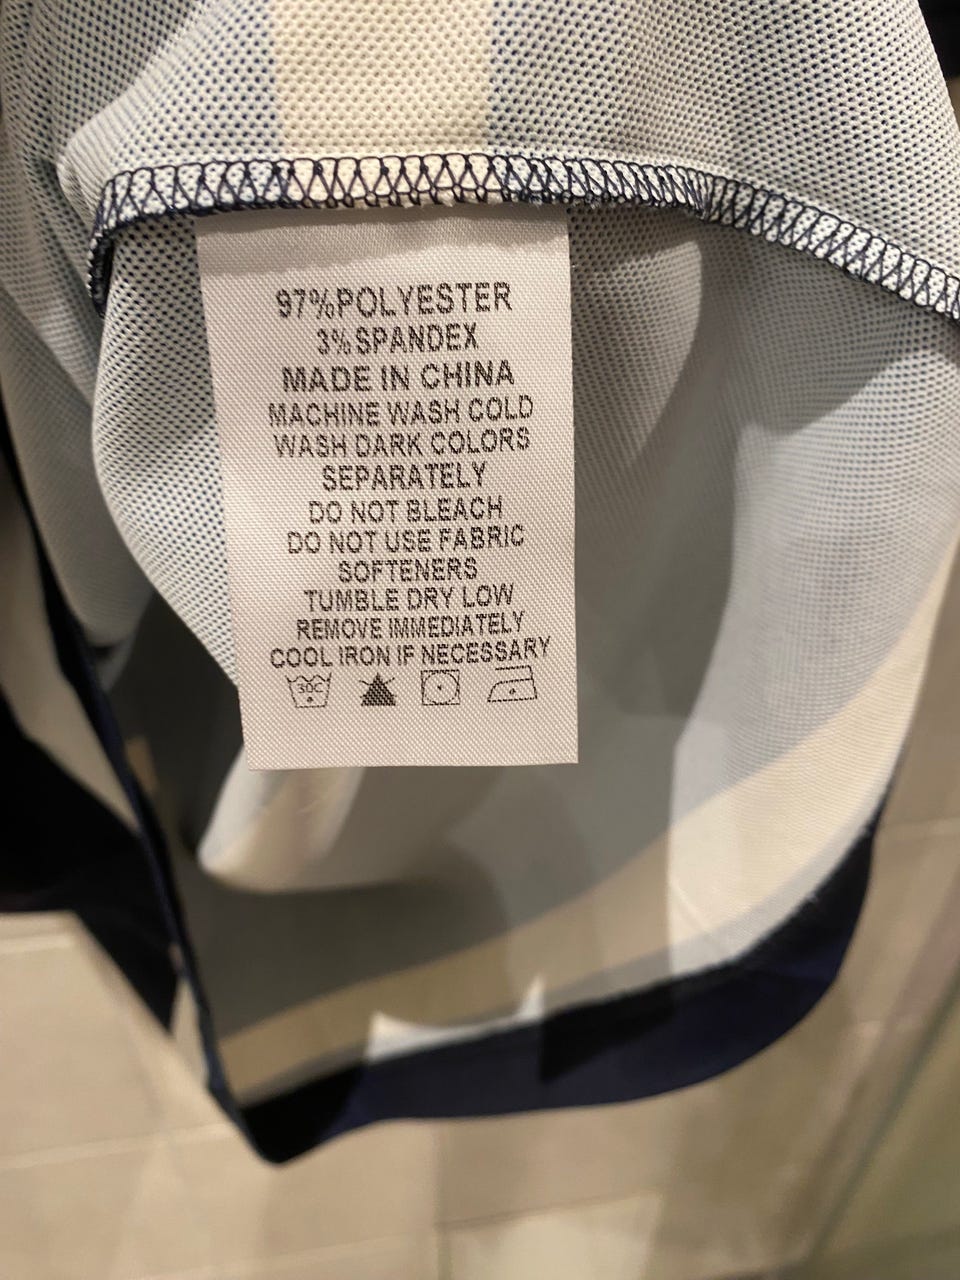 97%POLYESTER
3%SPANDEX
MADE IN CHINA
MACHINE WASH COLD
WASH DARK COLORS
SEPARATELY
DO NOT BLEACH
DO NOT USE FABRIC
SOFTENERS
TUMBLE DRY LOW
REMOVE IMMEDIATELY
COOL IRON IF NECESSARY
30C